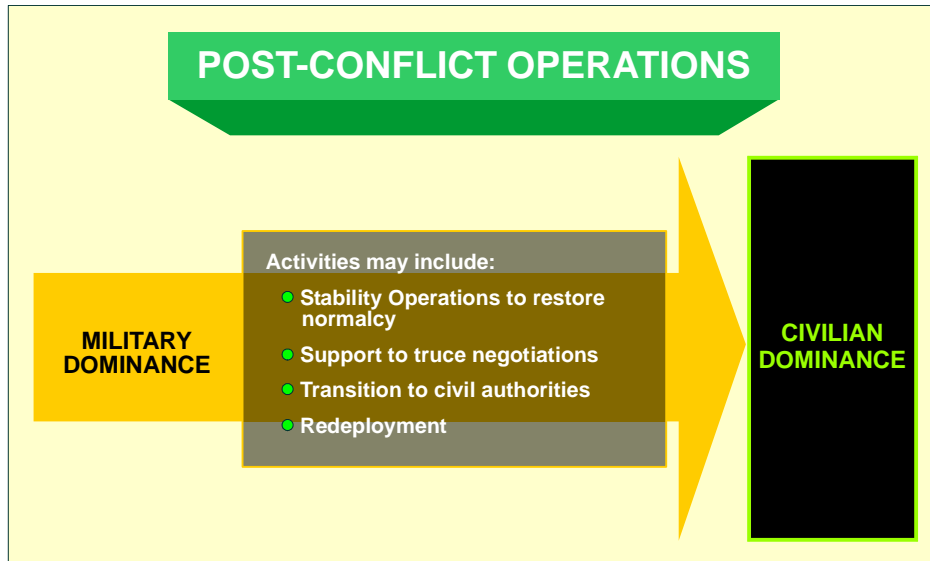 POST-CONFLICT OPERATIONS
MILITARY
DOMINANCE
Activities may include:
Stability Operations to restore
normalcy
Support to truce negotiations
Transition to civil authorities
Redeployment
CIVILIAN
DOMINANCE